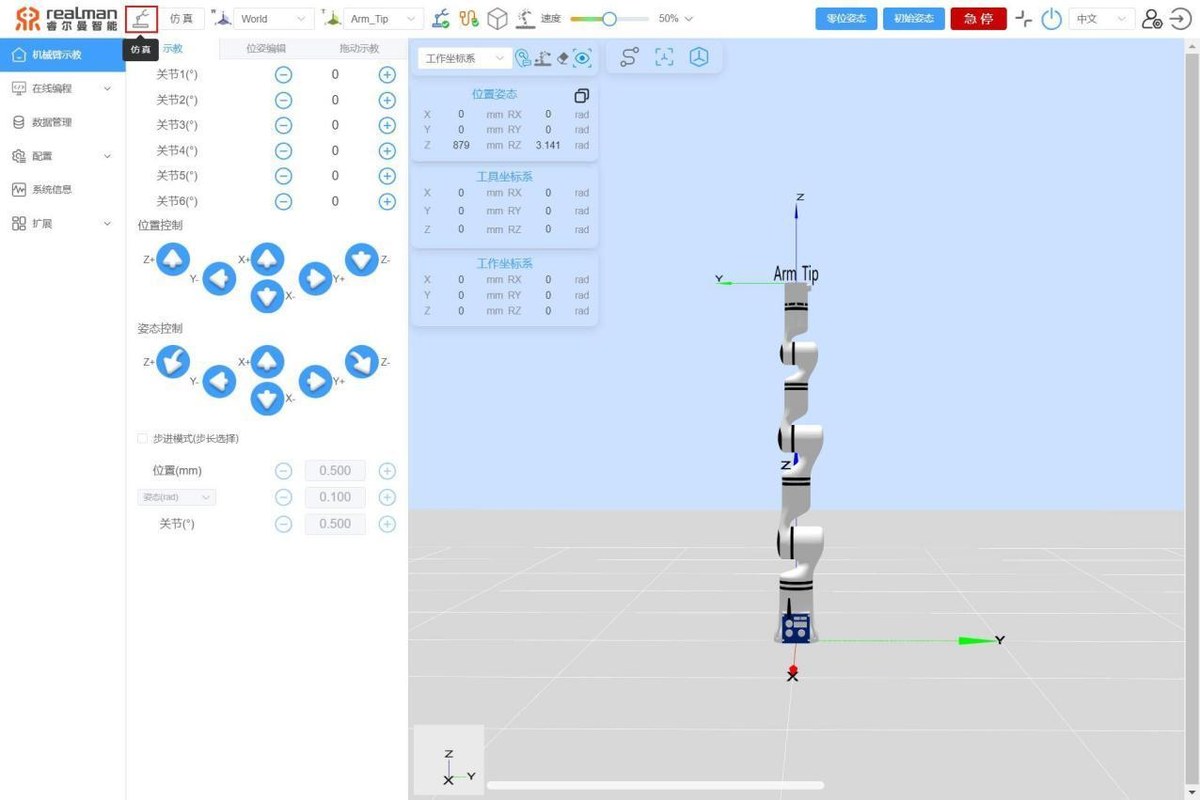 realman
睿尔曼智能
仿真
World
Arm_Tip
速度
50%
零位姿态
初始姿态
急停
中文
仿真
机械臂示教
在线编程
数据管理
配置
系统信息
扩展
示教
位姿编辑
拖动示教
关节1(°) 0
关节2(°) 0
关节3(°) 0
关节4(°) 0
关节5(°) 0
关节6(°) 0
位置控制
Z+ X+ Z-
Y- Y+
X-
姿态控制
Z+ X+ Z-
Y- Y+
X-
步进模式(步长选择)
位置(mm) 0.500
姿态(rad) 0.100
关节(°) 0.500
工作坐标系
位置姿态
X 0 mm RX 0 rad
Y 0 mm RY 0 rad
Z 879 mm RZ 3.141 rad
工具坐标系
X 0 mm RX 0 rad
Y 0 mm RY 0 rad
Z 0 mm RZ 0 rad
工作坐标系
X 0 mm RX 0 rad
Y 0 mm RY 0 rad
Z 0 mm RZ 0 rad
Z
Arm Tip
Y
Z
Y
X
Z
X Y